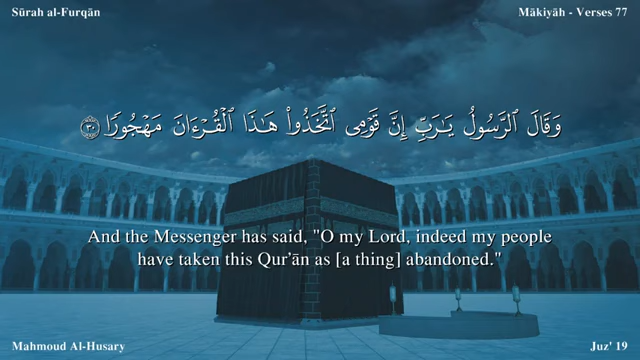 Sūrah al-Furqān
Mākiyāh - Verses 77
وَقَالَ ٱلرَّسُولُ يَـٰرَبِّ إِنَّ قَوْمِى ٱتَّخَذُوا۟ هَـٰذَا ٱلْقُرْءَانَ مَهْجُورًا ٣٠
And the Messenger has said, "O my Lord, indeed my people
have taken this Qur'ān as [a thing] abandoned."
Mahmoud Al-Husary
Juz' 19